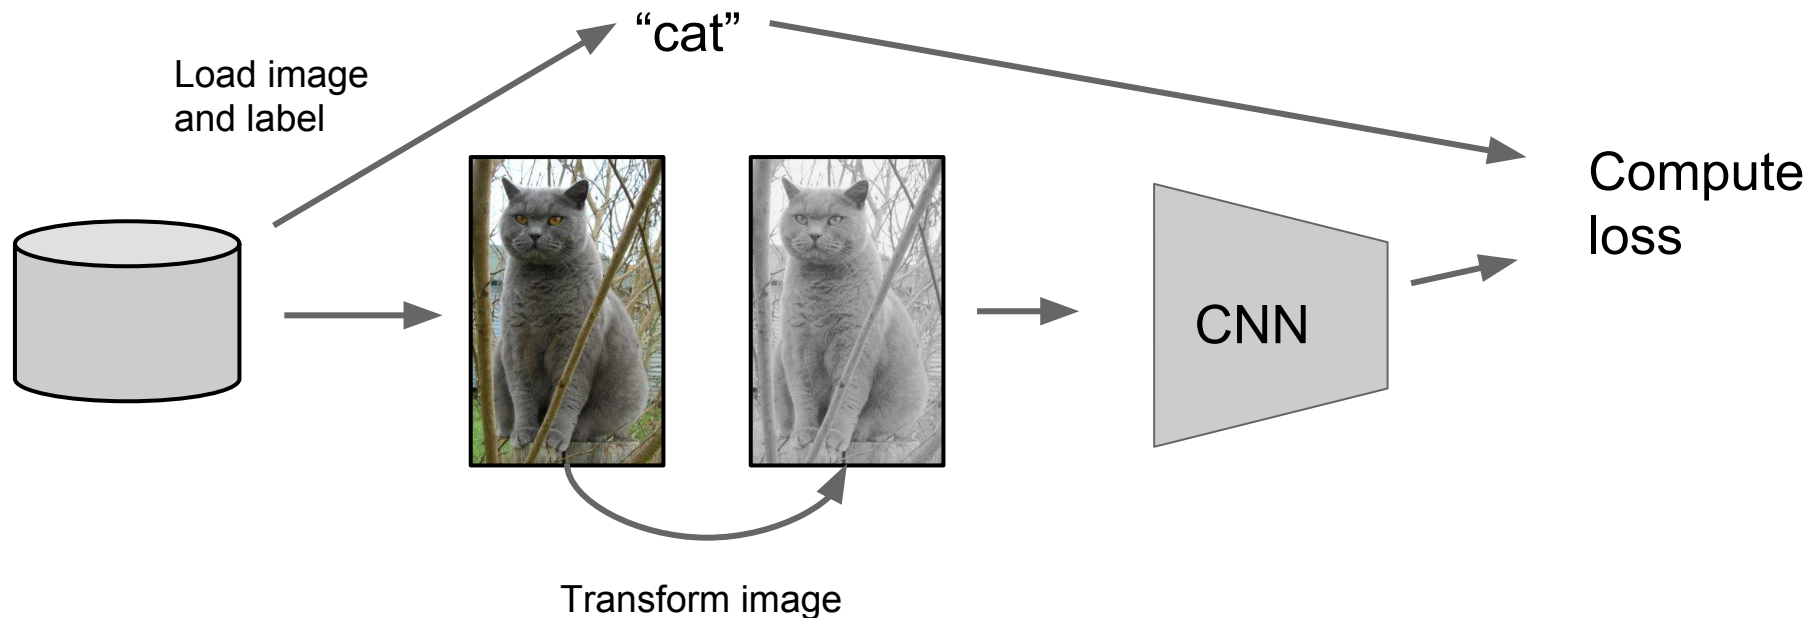 “cat”
Load image
and label
Compute
loss
CNN
Transform image